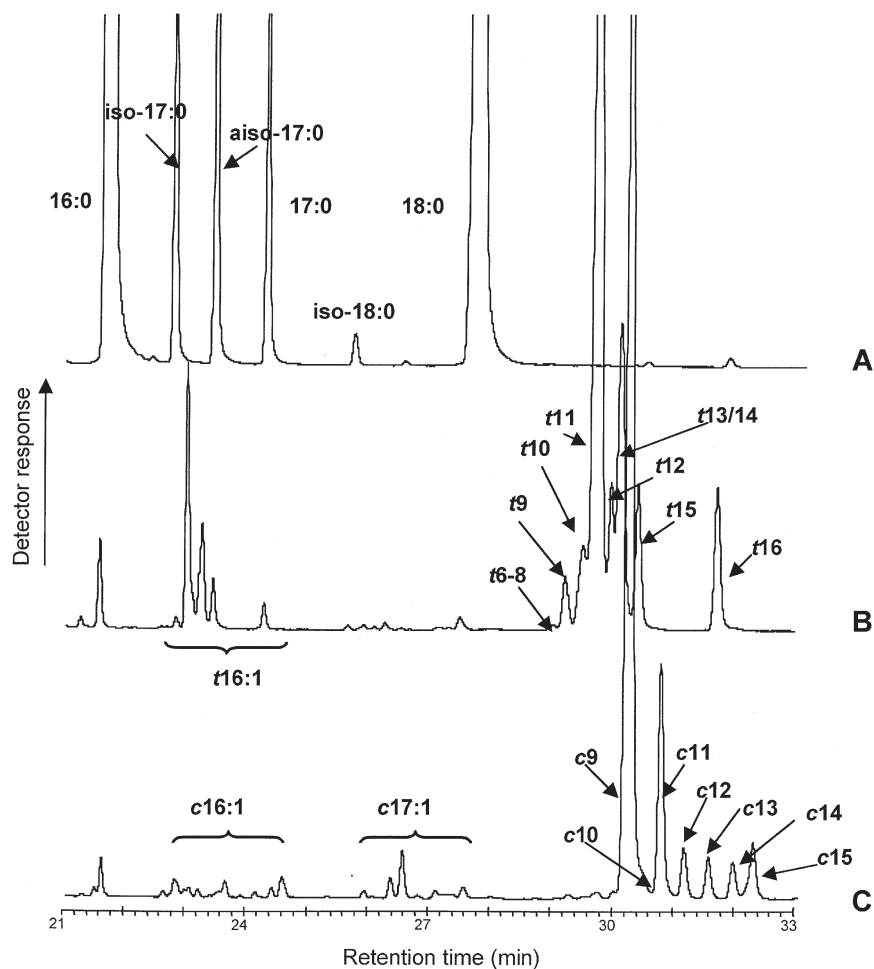 iso-17:0
aiso-17:0
16:0
17:0
18:0
iso-18:0
A
Detector response
t11
t13/14
t10
t12
t9
t15
t6-8
t16
B
t16:1
c9
c11
c12
c16:1
c17:1
c13
c14
c10
c15
C
21
24
27
30
33
Retention time (min)